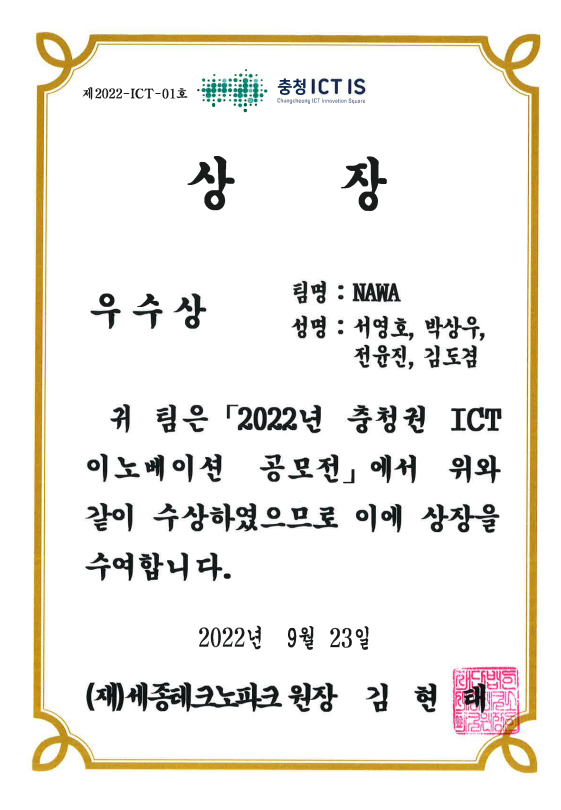 제2022-ICT-01호
충청 ICT IS
Chungcheong ICT Innovation Square
상 장
우수상
팀명 : NAWA
성명 : 서영호, 박상우,
전윤진, 김도겸
귀 팀은 「2022년 충청권 ICT
이노베이션 공모전」에서 위와
같이 수상하였으므로 이에 상장을
수여합니다.
2022년 9월 23일
(재)세종테크노파크 원장 김 현 태